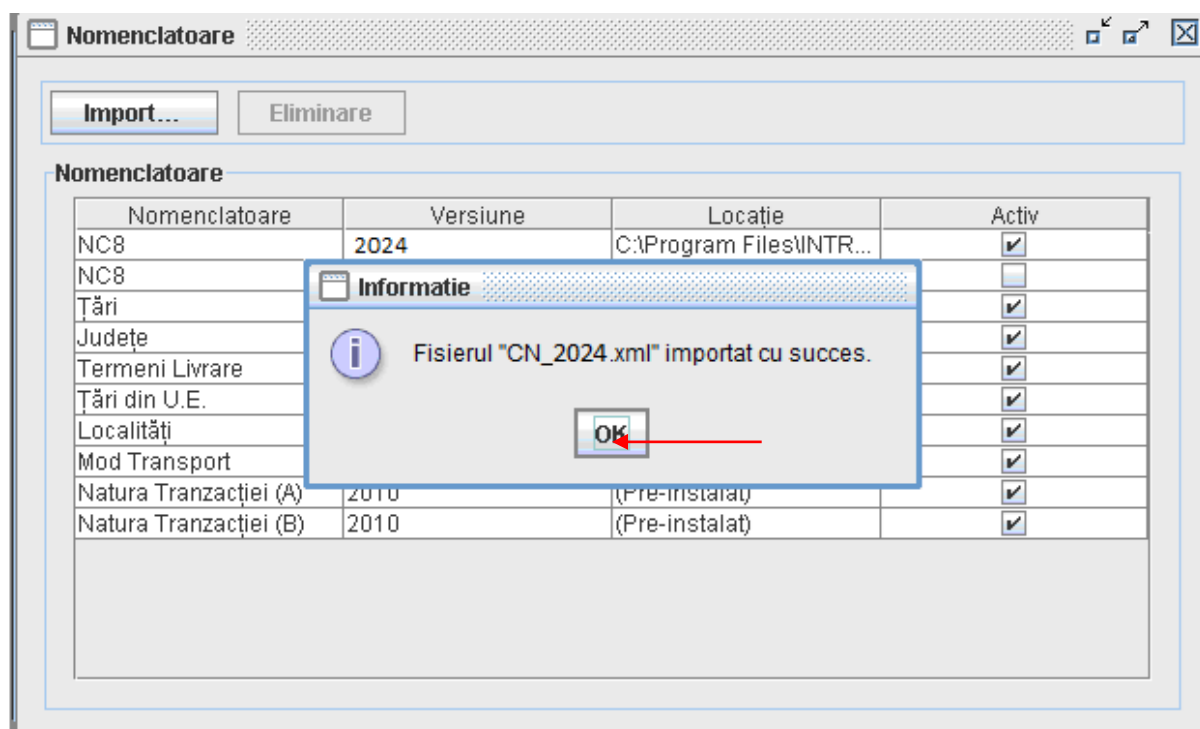 Nomenclatoare
Import... Eliminare
Nomenclatoare
Nomenclatoare Versiune Locație Activ
NC8 2024 C:\Program Files\INTR...
NC8
Țări
Județe
Termeni Livrare
Țări din U.E.
Localități
Mod Transport
Natura Tranzacției (A) 2010 (Pre-instalat)
Natura Tranzacției (B) 2010 (Pre-instalat)
Informatie
Fisierul "CN_2024.xml" importat cu succes.
OK